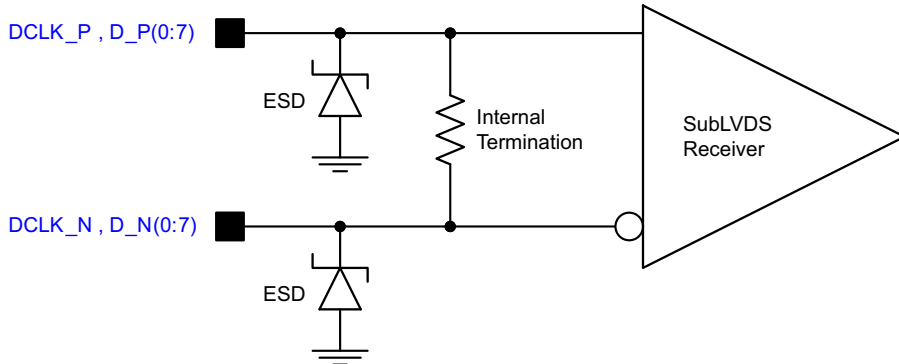 DCLK_P , D_P(0:7)
ESD
Internal
Termination
SubLVDS
Receiver
DCLK_N , D_N(0:7)
ESD